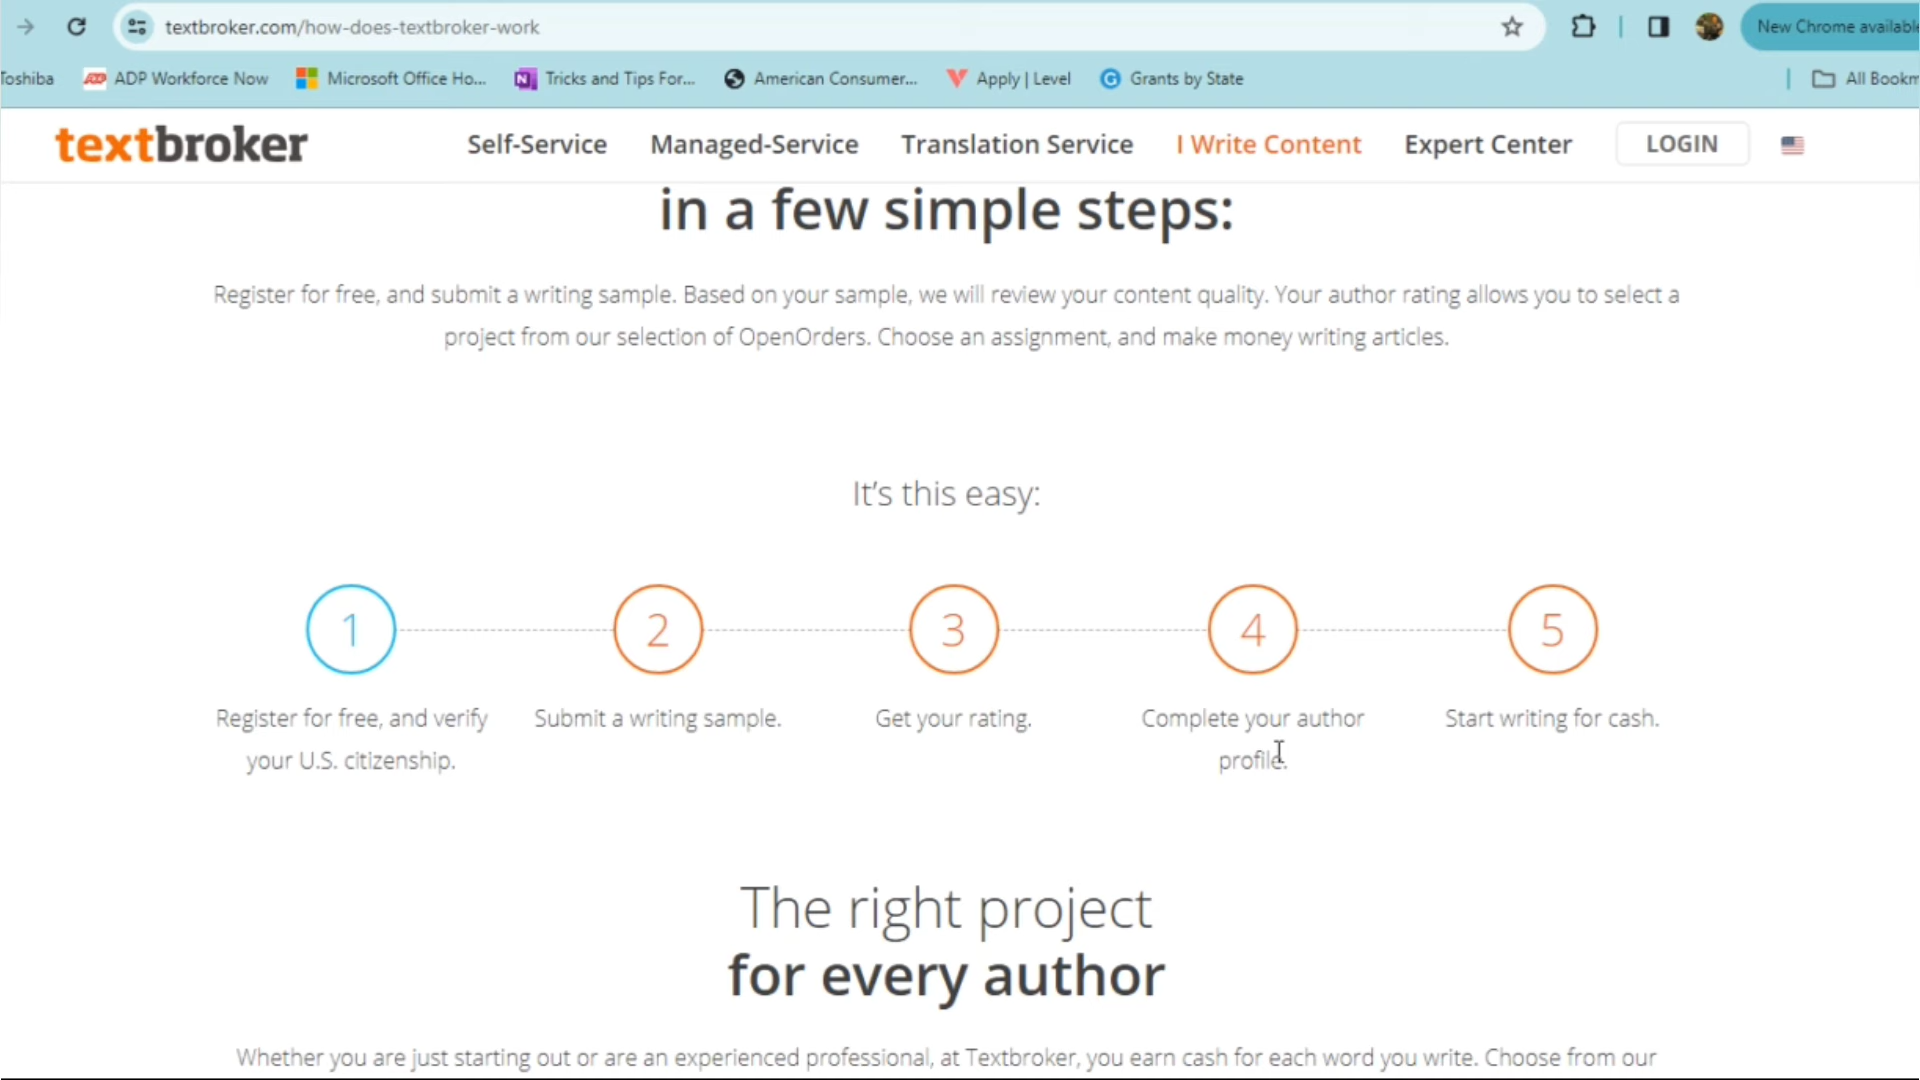 textbroker.com/how-does-textbroker-work
New Chrome available
Toshiba ADP Workforce Now Microsoft Office Ho... Tricks and Tips For... American Consumer... Apply | Level Grants by State All Bookm
textbroker Self-Service Managed-Service Translation Service I Write Content Expert Center LOGIN
in a few simple steps:
Register for free, and submit a writing sample. Based on your sample, we will review your content quality. Your author rating allows you to select a
project from our selection of OpenOrders. Choose an assignment, and make money writing articles.
It's this easy:
1 2 3 4 5
Register for free, and verify
your U.S. citizenship.
Submit a writing sample.
Get your rating.
Complete your author
profile.
Start writing for cash.
The right project
for every author
Whether you are just starting out or are an experienced professional, at Textbroker, you earn cash for each word you write. Choose from our